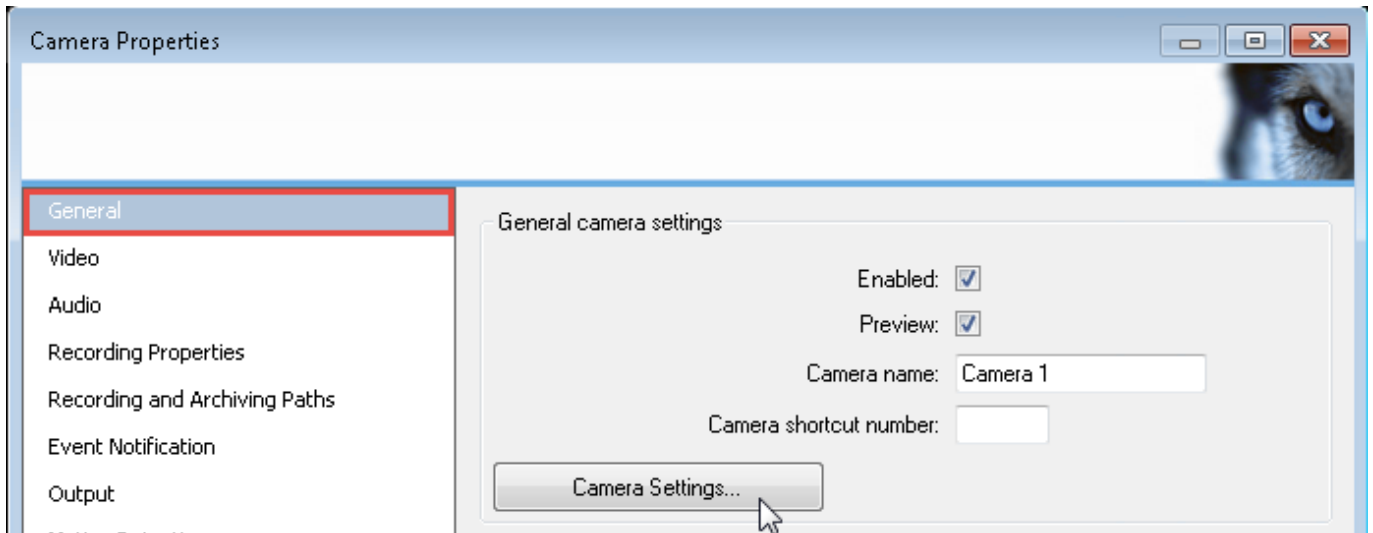 Camera Properties
General
Video
Audio
Recording Properties
Recording and Archiving Paths
Event Notification
Output
General camera settings
Enabled:
Preview:
Camera name: Camera 1
Camera shortcut number:
Camera Settings...